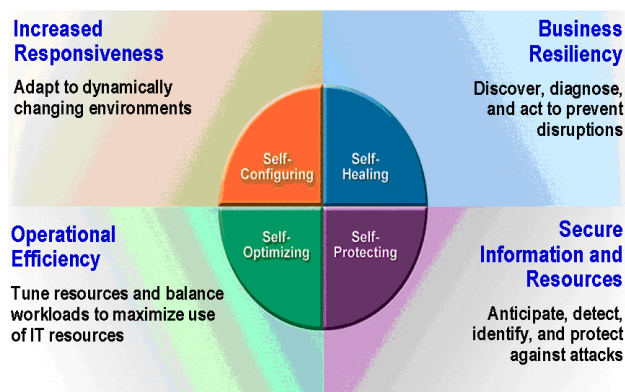 Increased
Responsiveness
Adapt to dynamically
changing environments
Business
Resiliency
Discover, diagnose,
and act to prevent
disruptions
Self-
Configuring
Self-
Healing
Self-
Optimizing
Self-
Protecting
Operational
Efficiency
Tune resources and balance
workloads to maximize use
of IT resources
Secure
Information and
Resources
Anticipate, detect,
identify, and protect
against attacks